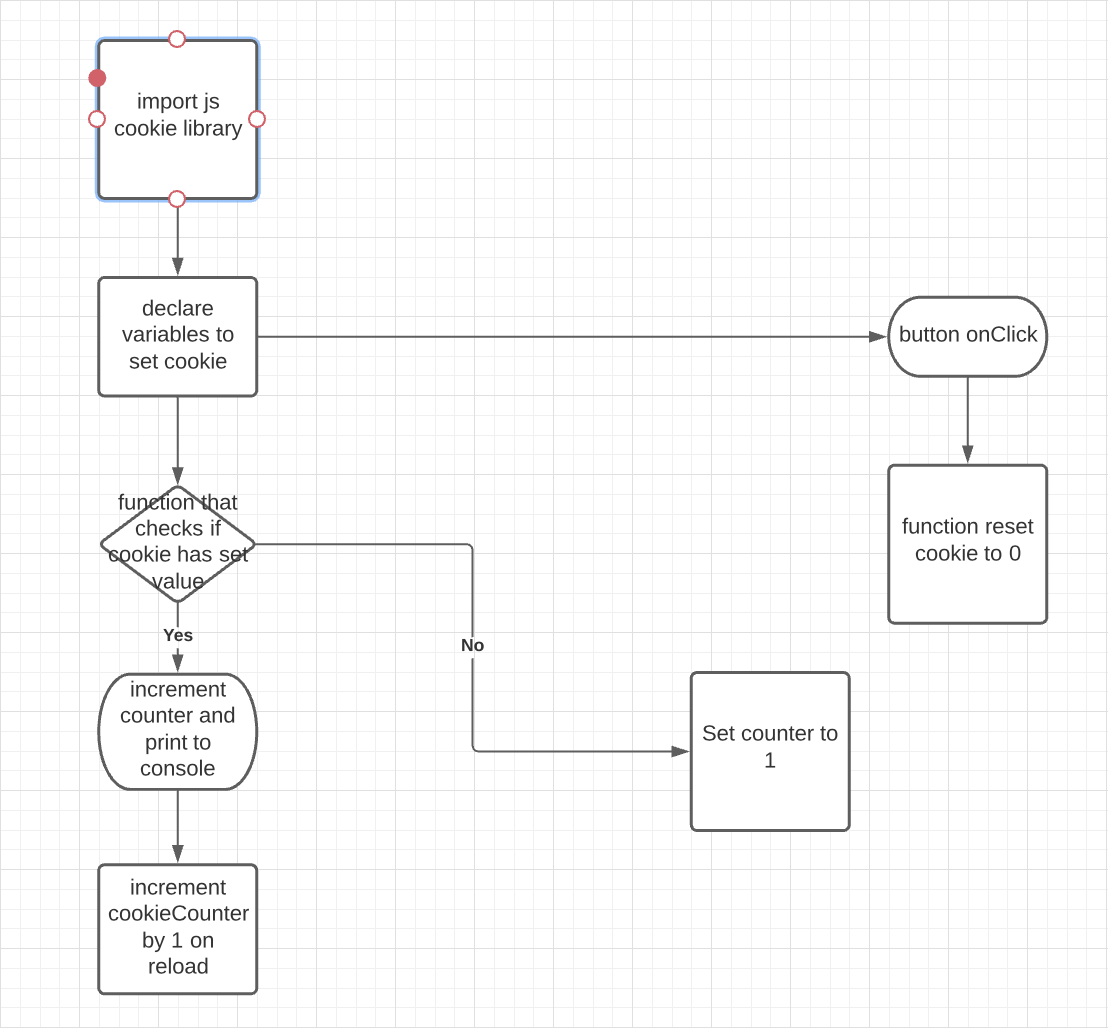 import js
cookie library
declare
variables to
set cookie
button onClick
function that
checks if
cookie has set
value
function reset
cookie to 0
Yes
No
increment
counter and
print to
console
Set counter to
1
increment
cookieCounter
by 1 on
reload